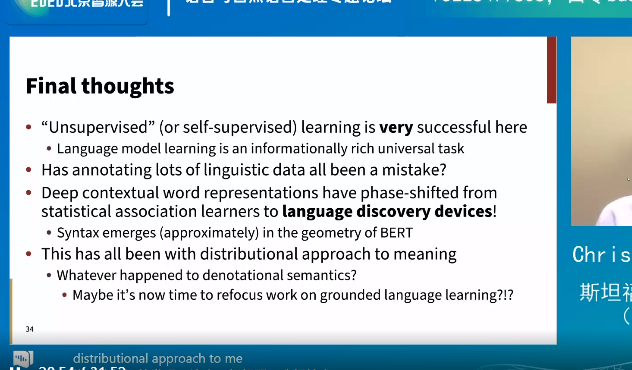 Final thoughts
• “Unsupervised” (or self-supervised) learning is very successful here
• Language model learning is an informationally rich universal task
• Has annotating lots of linguistic data all been a mistake?
• Deep contextual word representations have phase-shifted from
statistical association learners to language discovery devices!
• Syntax emerges (approximately) in the geometry of BERT
• This has all been with distributional approach to meaning
• Whatever happened to denotational semantics?
• Maybe it’s now time to refocus work on grounded language learning?!?
34
Chris
斯坦福
distributional approach to me